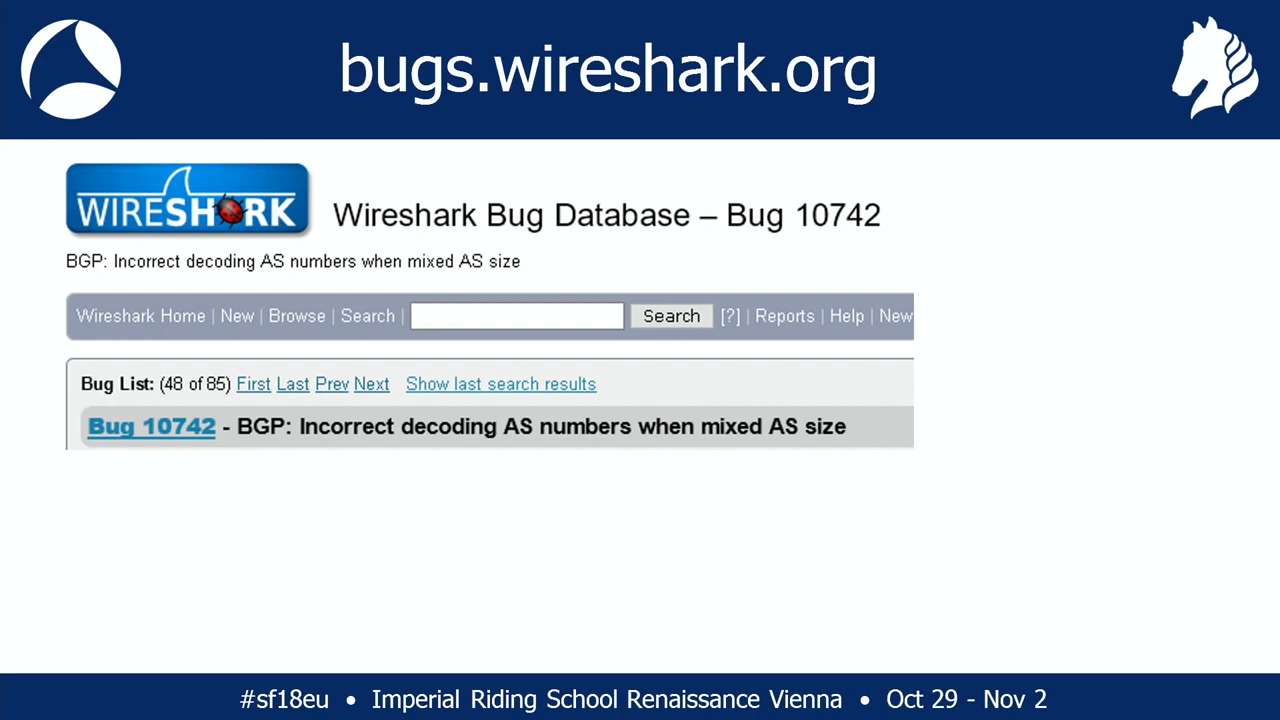 bugs.wireshark.org
WIRESHARK
Wireshark Bug Database – Bug 10742
BGP: Incorrect decoding AS numbers when mixed AS size
Wireshark Home | New | Browse | Search | Search [?] | Reports | Help | New
Bug List: (48 of 85) First Last Prev Next Show last search results
Bug 10742 - BGP: Incorrect decoding AS numbers when mixed AS size
#sf18eu • Imperial Riding School Renaissance Vienna • Oct 29 - Nov 2